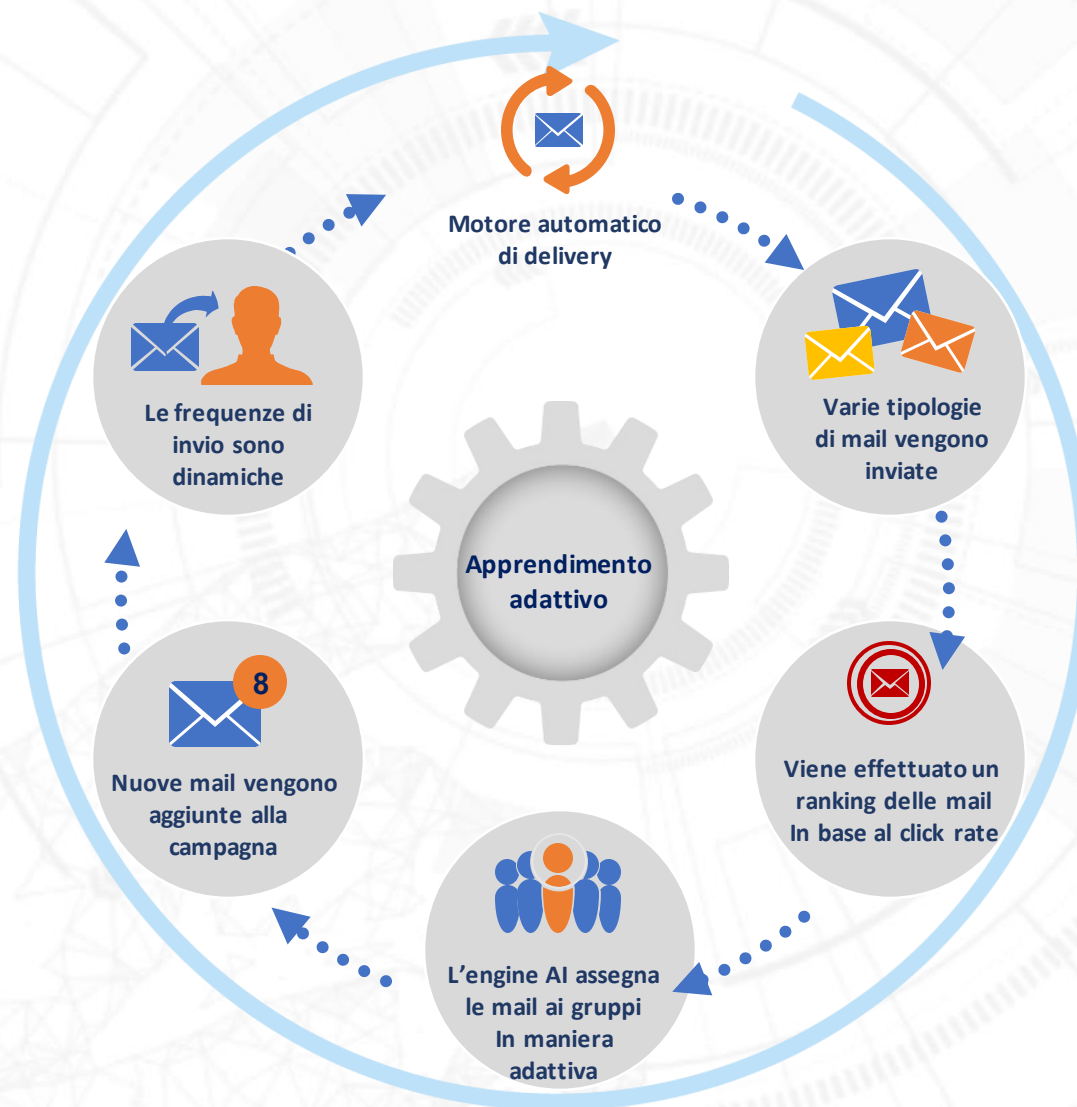 Motore automatico
di delivery
Varie tipologie
di mail vengono
inviate
Viene effettuato un
ranking delle mail
In base al click rate
L'engine AI assegna
le mail ai gruppi
In maniera
adattiva
8
Nuove mail vengono
aggiunte alla
campagna
Le frequenze di
invio sono
dinamiche
Apprendimento
adattivo